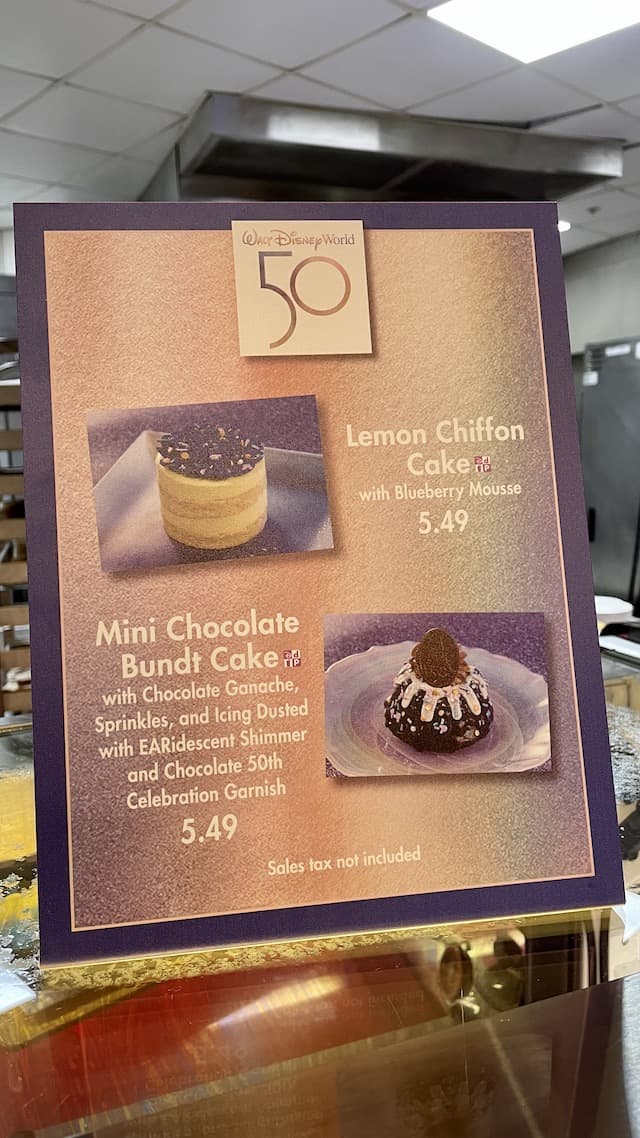 WALT DISNEY World
50
Lemon Chiffon
Cake
with Blueberry Mousse
5.49
Mini Chocolate
Bundt Cake
with Chocolate Ganache,
Sprinkles, and Icing Dusted
with EARidescent Shimmer
and Chocolate 50th
Celebration Garnish
5.49
Sales tax not included